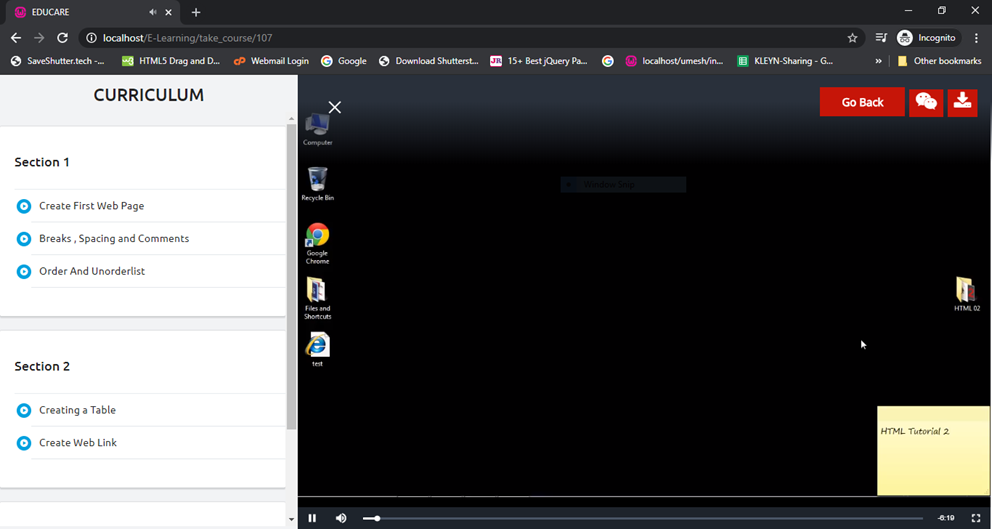 EDUCARE
localhost/E-Learning/take_course/107
Incognito
SaveShutter.tech -...
HTML5 Drag and D...
Webmail Login
Google
Download Shutterst...
15+ Best jQuery Pa...
localhost/umesh/in...
KLEYN-Sharing - G...
»
Other bookmarks
CURRICULUM
Section 1
Create First Web Page
Breaks , Spacing and Comments
Order And Unorderlist
Section 2
Creating a Table
Create Web Link
Go Back
Computer
Recycle Bin
Google
Chrome
Files and
Shortcuts
test
Window Snip
HTML 02
HTML Tutorial 2
-6:19